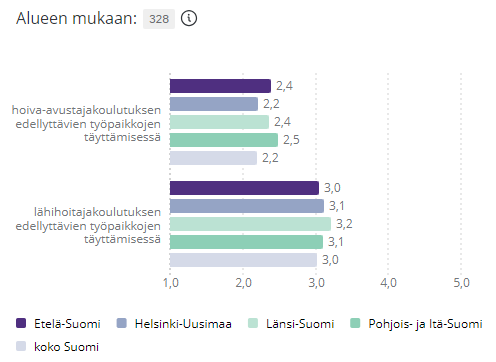 Alueen mukaan: 328
hoiva-avustajakoulutuksen
edellyttävien työpaikkojen
täyttämisessä
2,4
2,2
2,4
2,5
2,2
lähihoitajakoulutuksen
edellyttävien työpaikkojen
täyttämisessä
3,0
3,1
3,2
3,1
3,0
1,0 2,0 3,0 4,0 5,0
Etelä-Suomi Helsinki-Uusimaa Länsi-Suomi Pohjois- ja Itä-Suomi
koko Suomi